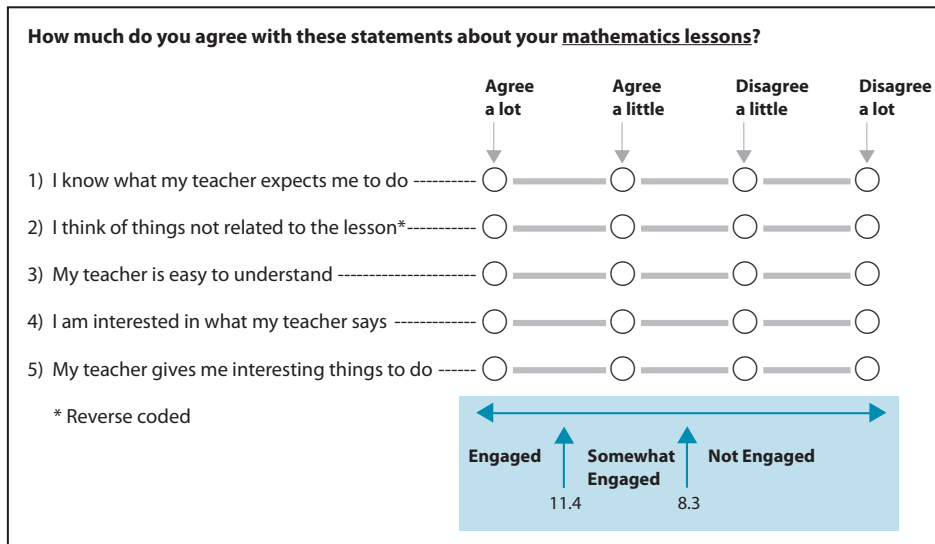 How much do you agree with these statements about your mathematics lessons?
Agree a lot
Agree a little
Disagree a little
Disagree a lot
1) I know what my teacher expects me to do ----------
2) I think of things not related to the lesson*-----------
3) My teacher is easy to understand ----------------------
4) I am interested in what my teacher says -------------
5) My teacher gives me interesting things to do ------
* Reverse coded
Engaged
Somewhat Engaged
Not Engaged
11.4
8.3